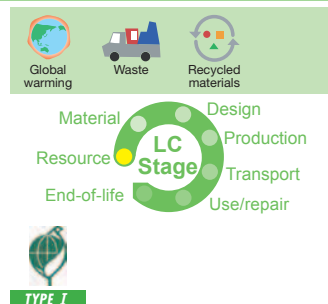 Global warming
Waste
Recycled materials
Design
Material
Production
LC Stage
Resource
Transport
End-of-life
Use/repair
TYPE I